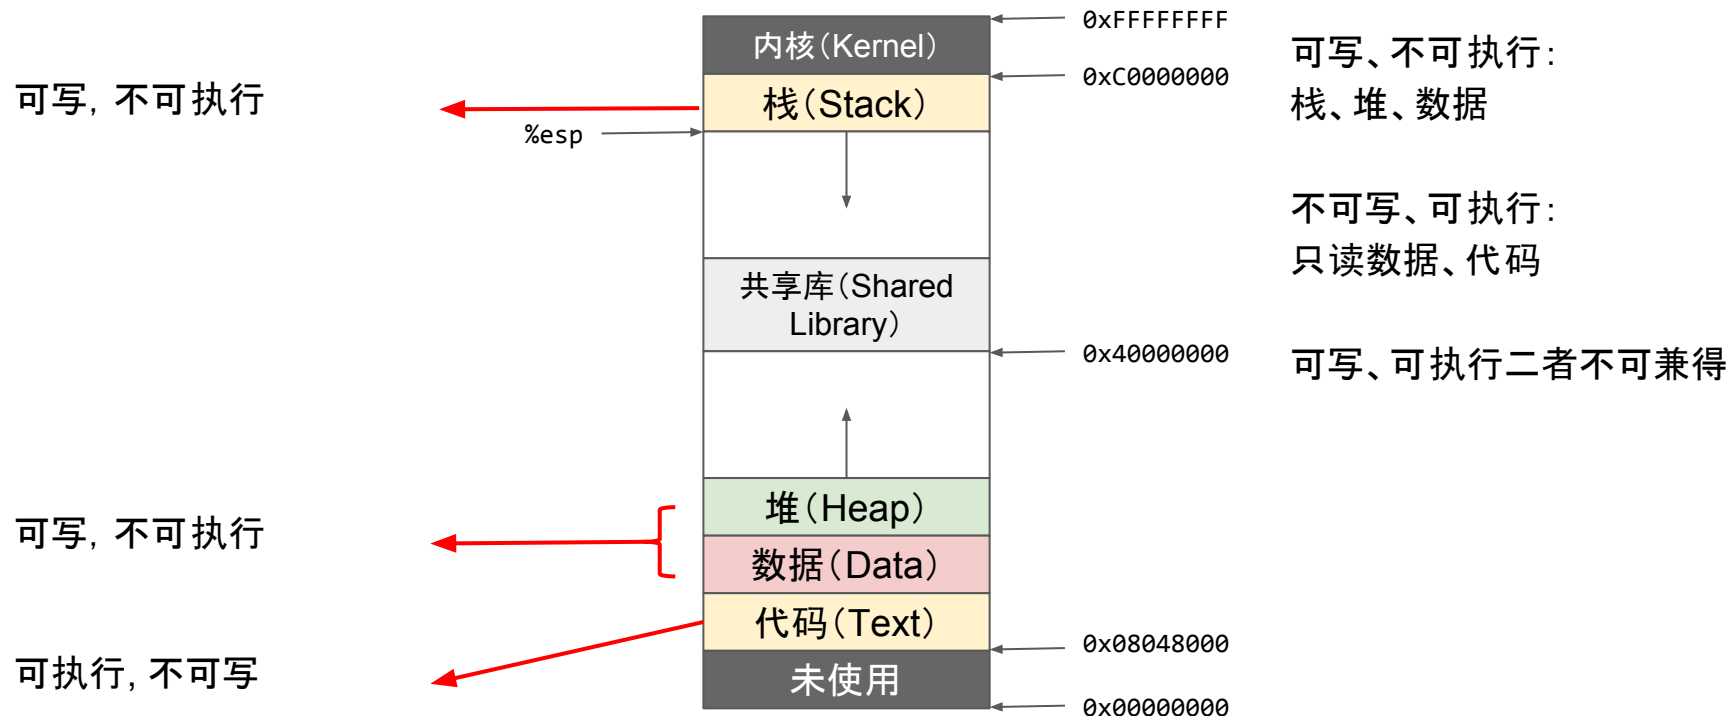 内核（Kernel）
0xFFFFFFFF
可写、不可执行：
栈、堆、数据
0xC0000000
可写，不可执行
栈（Stack）
%esp
不可写、可执行：
只读数据、代码
共享库（Shared
Library）
0x40000000
可写、可执行二者不可兼得
堆（Heap）
可写，不可执行
数据（Data）
代码（Text）
0x08048000
可执行，不可写
未使用
0x00000000